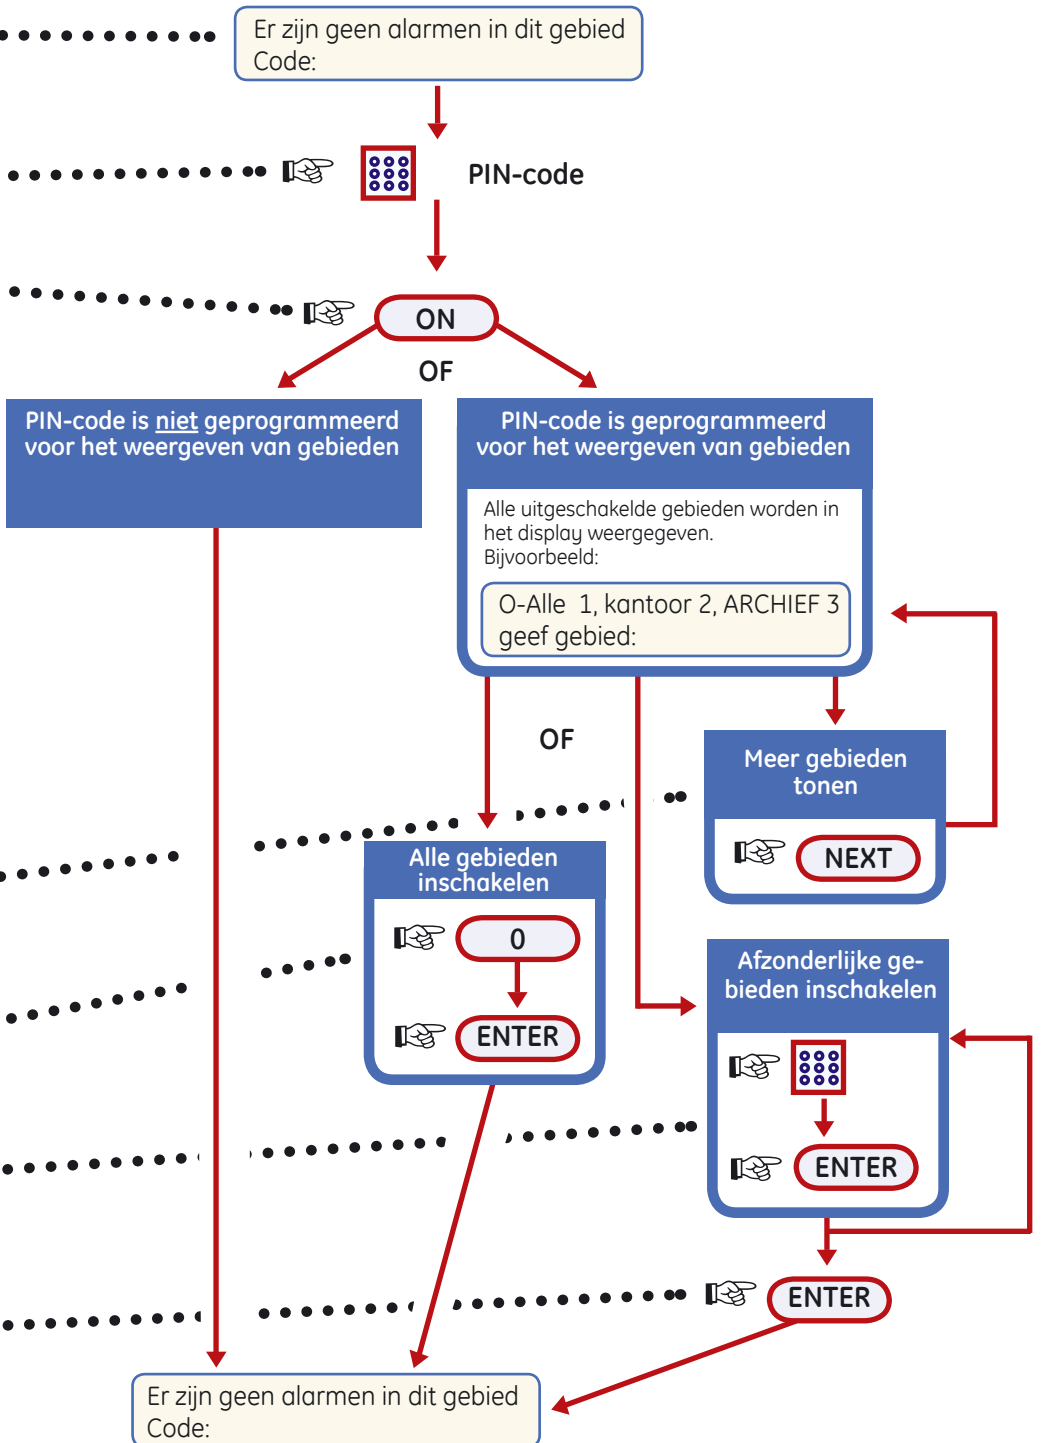 Er zijn geen alarmen in dit gebied
Code:
PIN-code
ON
OF
PIN-code is niet geprogrammeerd
voor het weergeven van gebieden
PIN-code is geprogrammeerd
voor het weergeven van gebieden
Alle uitgeschakelde gebieden worden in
het display weergegeven.
Bijvoorbeeld:
O-Alle 1, kantoor 2, ARCHIEF 3
geef gebied:
OF
Meer gebieden
tonen
NEXT
Alle gebieden
inschakelen
0
ENTER
Afzonderlijke ge-
bieden inschakelen
ENTER
ENTER
Er zijn geen alarmen in dit gebied
Code: